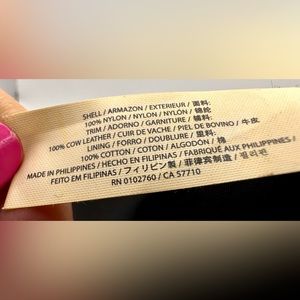 SHELL / ARMAZON / EXTERIEUR / 面料:
100% NYLON / NYLON / NYLÓN / 锦纶
TRIM / ADORNO / GARNITURE / 辅料:
100% COW LEATHER / CUIR DE VACHE / PIEL DE BOVINO / 牛皮
LINING / FORRO / DOUBLURE / 里料:
100% COTTON / COTON / ALGODÓN / 棉
MADE IN PHILIPPINES / HECHO EN FILIPINAS / FABRIQUÉ AUX PHILIPPINES /
FEITO EM FILIPINAS / フィリピン製 / 菲律宾制造 / 필리핀
RN 0102760 / CA 57710